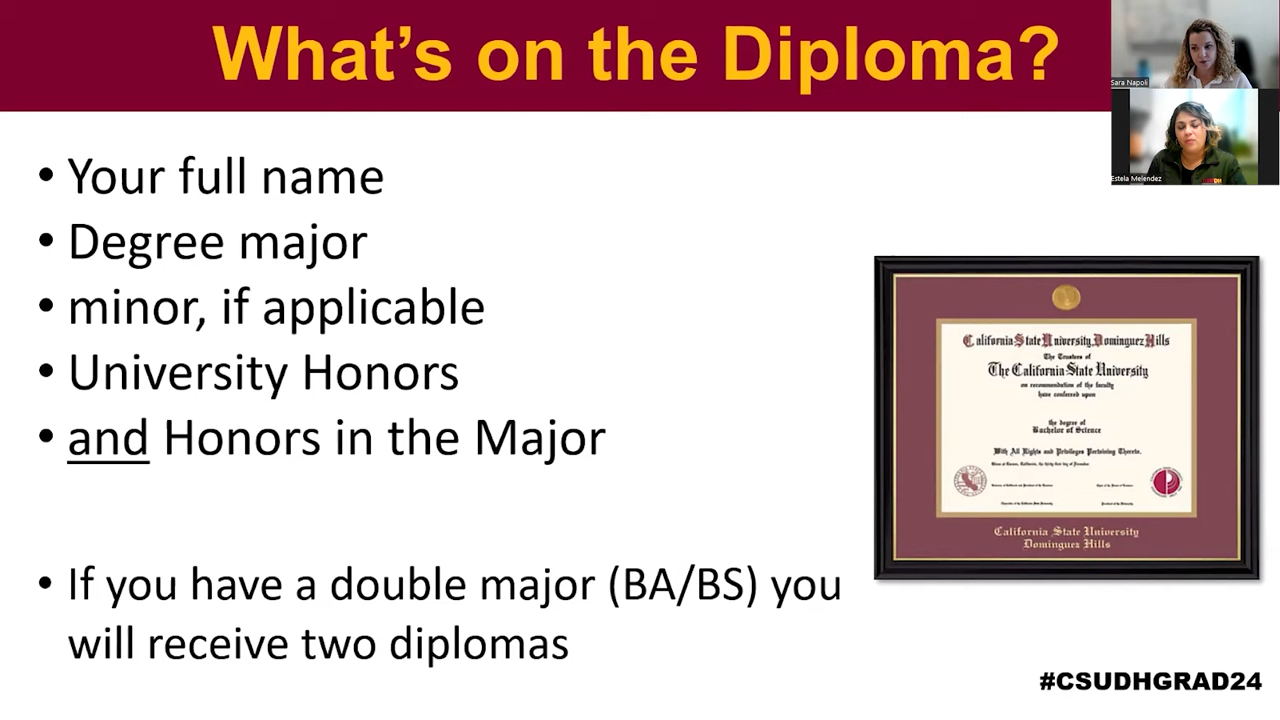 What's on the Diploma?
Sara Napoli
Estela Melendez
• Your full name
• Degree major
• minor, if applicable
• University Honors
• and Honors in the Major
• If you have a double major (BA/BS) you
will receive two diplomas
California State University Dominguez Hills
The Trustees of
The California State University
on recommendation of the faculty
have conferred upon
the degree of
Bachelor of Science
With All Rights and Privileges Pertaining Thereto.
California State University
Dominguez Hills
#CSUDHGRAD24